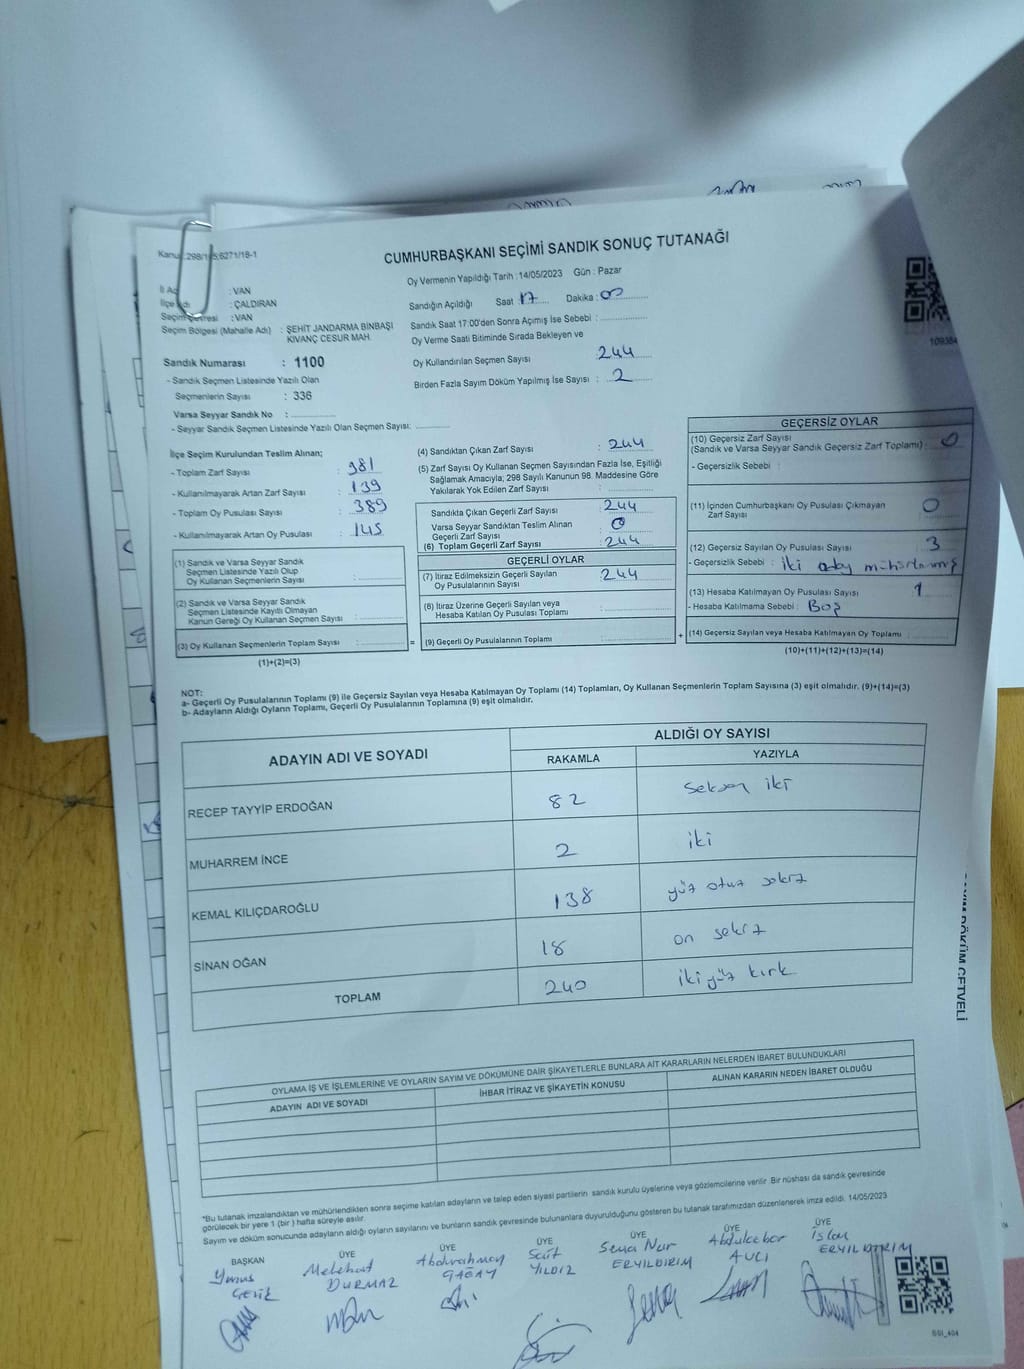 Kanun:298/105;6271/18-1
CUMHURBAŞKANI SEÇİMİ SANDIK SONUÇ TUTANAĞI
Oy Vermenin Yapıldığı Tarih :14/05/2023 Gün : Pazar
İl Adı : VAN
İlçe Adı : ÇALDIRAN
Seçim Çevresi : VAN
Seçim Bölgesi (Mahalle Adı) : ŞEHİT JANDARMA BİNBAŞI
KIVANÇ CESUR MAH.
Sandık Numarası : 1100
- Sandık Seçmen Listesinde Yazılı Olan
Seçmenlerin Sayısı : 336
Varsa Seyyar Sandık No :
- Seyyar Sandık Seçmen Listesinde Yazılı Olan Seçmen Sayısı:
Sandığın Açıldığı Saat 17 Dakika : 00
Sandık Saat 17:00'den Sonra Açımış İse Sebebi :
Oy Verme Saati Bitiminde Sırada Bekleyen ve
Oy Kullandırılan Seçmen Sayısı 244
Birden Fazla Sayım Döküm Yapılmış İse Sayısı : 2
109384
İlçe Seçim Kurulundan Teslim Alınan;
- Toplam Zarf Sayısı : 381
- Kullanılmayarak Artan Zarf Sayısı : 139
- Toplam Oy Pusulası Sayısı : 389
- Kullanılmayarak Artan Oy Pusulası : 145
(1) Sandık ve Varsa Seyyar Sandık
Seçmen Listesinde Yazılı Olup
Oy Kullanan Seçmenlerin Sayısı :
(2) Sandık ve Varsa Seyyar Sandık
Seçmen Listesinde Kayıtlı Olmayan
Kanun Gereği Oy Kullanan Seçmen Sayısı :
(3) Oy Kullanan Seçmenlerin Toplam Sayısı : =
(1)+(2)=(3)
(4) Sandıktan Çıkan Zarf Sayısı : 244
(5) Zarf Sayısı Oy Kullanan Seçmen Sayısından Fazla İse, Eşitliği
Sağlamak Amacıyla; 298 Sayılı Kanunun 98. Maddesine Göre
Yakılarak Yok Edilen Zarf Sayısı :
Sandıkta Çıkan Geçerli Zarf Sayısı : 244
Varsa Seyyar Sandıktan Teslim Alınan
Geçerli Zarf Sayısı : 0
(6) Toplam Geçerli Zarf Sayısı : 244
GEÇERLİ OYLAR
(7) İtiraz Edilmeksizin Geçerli Sayılan
Oy Pusulalarının Sayısı : 244
(8) İtiraz Üzerine Geçerli Sayılan veya
Hesaba Katılan Oy Pusulası Toplamı :
(9) Geçerli Oy Pusulalarının Toplamı : +
GEÇERSİZ OYLAR
(10) Geçersiz Zarf Sayısı
(Sandık ve Varsa Seyyar Sandık Geçersiz Zarf Toplamı) : 0
- Geçersizlik Sebebi :
(11) İçinden Cumhurbaşkanı Oy Pusulası Çıkmayan
Zarf Sayısı : 0
(12) Geçersiz Sayılan Oy Pusulası Sayısı : 3
- Geçersizlik Sebebi : iki aday mühürlenmiş
(13) Hesaba Katılmayan Oy Pusulası Sayısı : 1
- Hesaba Katılmama Sebebi : Boş
(14) Geçersiz Sayılan veya Hesaba Katılmayan Oy Toplamı :
(10)+(11)+(12)+(13)=(14)
NOT:
a- Geçerli Oy Pusulalarının Toplamı (9) ile Geçersiz Sayılan veya Hesaba Katılmayan Oy Toplamı (14) Toplamları, Oy Kullanan Seçmenlerin Toplam Sayısına (3) eşit olmalıdır. (9)+(14)=(3)
b- Adayların Aldığı Oyların Toplamı, Geçerli Oy Pusulalarının Toplamına (9) eşit olmalıdır.
ADAYIN ADI VE SOYADI
ALDIĞI OY SAYISI
RAKAMLA YAZIYLA
RECEP TAYYİP ERDOĞAN 82 seksen iki
MUHARREM İNCE 2 iki
KEMAL KILIÇDAROĞLU 138 yüz otuz sekiz
SİNAN OĞAN 18 on sekiz
TOPLAM 240 iki yüz kırk
SAYIM DÖKÜM CETVELİ
OYLAMA İŞ VE İŞLEMLERİNE VE OYLARIN SAYIM VE DÖKÜMÜNE DAİR ŞİKAYETLERLE BUNLARA AİT KARARLARIN NELERDEN İBARET BULUNDUKLARI
ADAYIN ADI VE SOYADI İHBAR İTİRAZ VE ŞİKAYETİN KONUSU ALINAN KARARIN NEDEN İBARET OLDUĞU
*Bu tutanak imzalandıktan ve mühürlendikten sonra seçime katılan adayların ve talep eden siyasi partilerin sandık kurulu üyelerine veya gözlemcilerine verilir. Bir nüshası da sandık çevresinde
görülecek bir yere 1 (bir) hafta süreyle asılır.
Sayım ve döküm sonucunda adayların aldığı oyların sayılarını ve bunların sandık çevresinde bulunanlara duyurulduğunu gösteren bu tutanak tarafımızdan düzenlenerek imza edildi. 14/05/2023
BAŞKAN ÜYE ÜYE ÜYE ÜYE ÜYE ÜYE
Yunus Melehat Abdurrahman Sait Sena Nur Abdulcebar İslam
DURMAZ YILDIZ ERYILDIRIM AVCI ERYILDIRIM
SSI_404